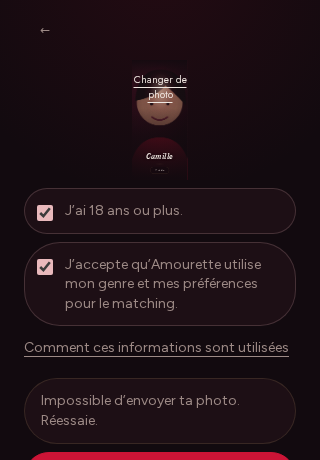 ←
Changer de
photo
Camille
J’ai 18 ans ou plus.
J’accepte qu’Amourette utilise
mon genre et mes préférences
pour le matching.
Comment ces informations sont utilisées
Impossible d’envoyer ta photo.
Réessaie.